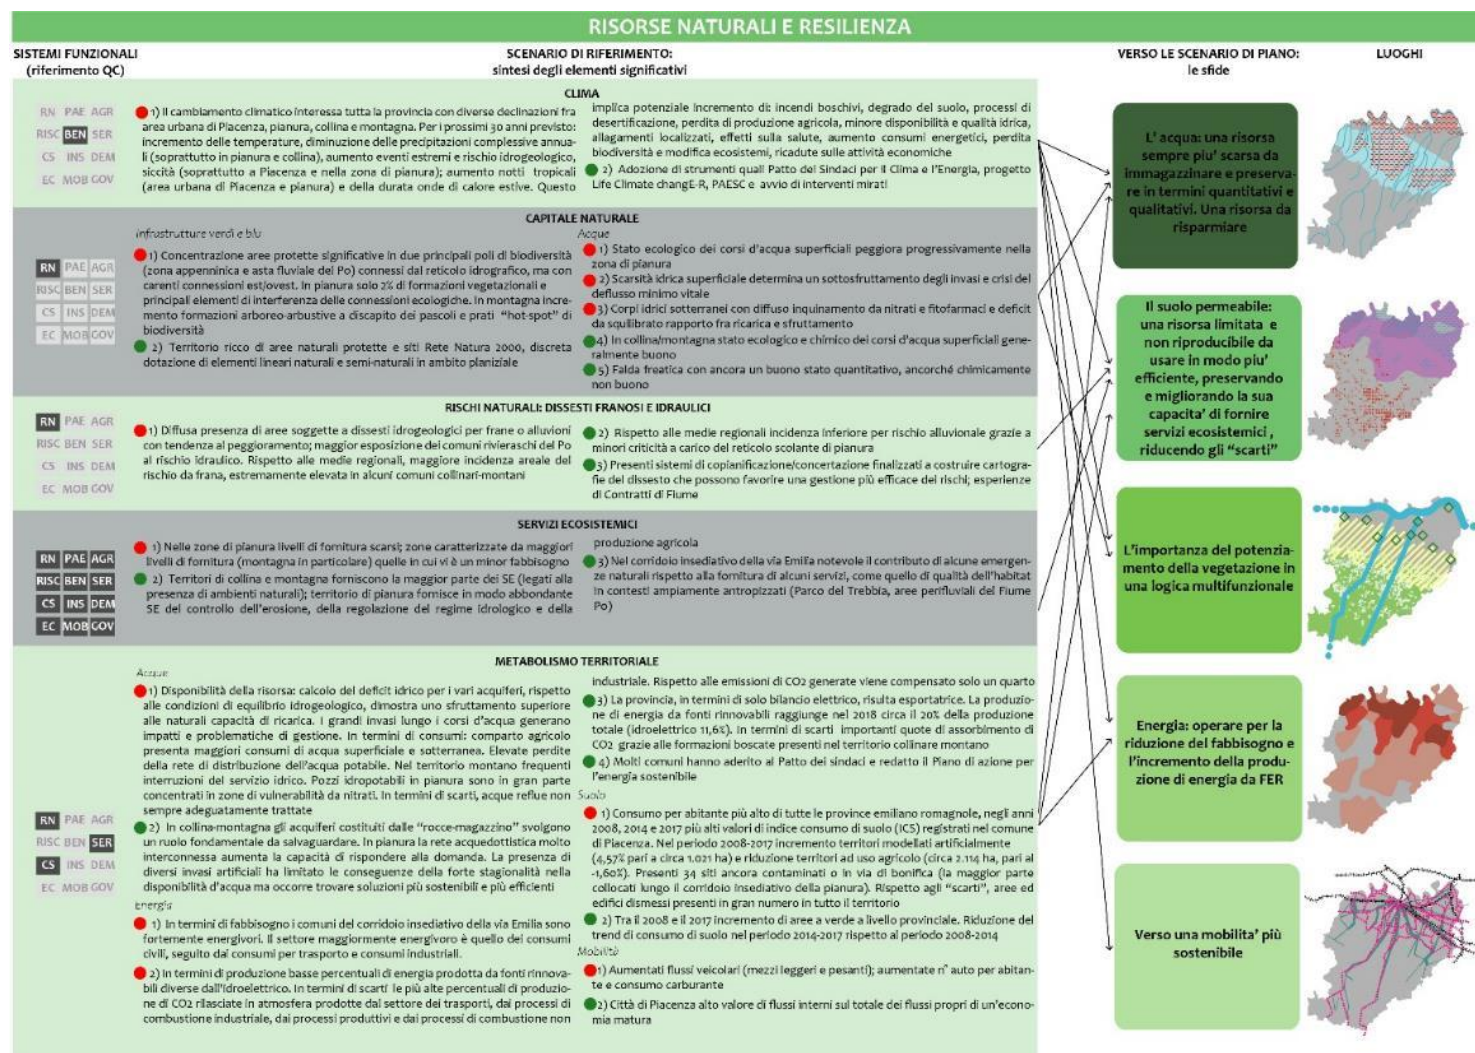 RISORSE NATURALI E RESILIENZA
SISTEMI FUNZIONALI
(riferimento QC)
SCENARIO DI RIFERIMENTO:
sintesi degli elementi significativi
VERSO LE SCENARIO DI PIANO:
le sfide
LUOGHI
CLIMA
RN PAE AGR
RISC BEN SER
CS INS DEM
EC MOB GOV
1) Il cambiamento climatico interessa tutta la provincia con diverse declinazioni fra
area urbana di Piacenza, pianura, collina e montagna. Per i prossimi 30 anni previsto:
incremento delle temperature, diminuzione delle precipitazioni complessive annua-
li (soprattutto in pianura e collina), aumento eventi estremi e rischio idrogeologico,
siccità (soprattutto a Piacenza e nella zona di pianura); aumento notti tropicali
(area urbana di Piacenza e pianura) e della durata onde di calore estive. Questo
implica potenziale incremento di: incendi boschivi, degrado del suolo, processi di
desertificazione, perdita di produzione agricola, minore disponibilità e qualità idrica,
allagamenti localizzati, effetti sulla salute, aumento consumi energetici, perdita
biodiversità e modifica ecosistemi, ricadute sulle attività economiche
2) Adozione di strumenti quali Patto dei Sindaci per il Clima e l'Energia, progetto
Life Climate changE-R, PAESC e avvio di interventi mirati
CAPITALE NATURALE
RN PAE AGR
RISC BEN SER
CS INS DEM
EC MOB GOV
Infrastrutture verdi e blu
1) Concentrazione aree protette significative in due principali poli di biodiversità
(zona appenninica e asta fluviale del Po) connessi dal reticolo idrografico, ma con
carenti connessioni est/ovest. In pianura solo 2% di formazioni vegetazionali e
principali elementi di interferenza delle connessioni ecologiche. In montagna incre-
mento formazioni arboreo-arbustive a discapito dei pascoli e prati "hot-spot" di
biodiversità
2) Territorio ricco di aree naturali protette e siti Rete Natura 2000, discreta
dotazione di elementi lineari naturali e semi-naturali in ambito planiziale
Acque
1) Stato ecologico dei corsi d'acqua superficiali peggiora progressivamente nella
zona di pianura
2) Scarsità idrica superficiale determina un sottosfruttamento degli invasi e crisi del
deflusso minimo vitale
3) Corpi idrici sotterranei con diffuso inquinamento da nitrati e fitofarmaci e deficit
da squilibrato rapporto fra ricarica e sfruttamento
4) In collina/montagna stato ecologico e chimico dei corsi d'acqua superficiali gene-
ralmente buono
5) Falda freatica con ancora un buono stato quantitativo, ancorché chimicamente
non buono
RISCHI NATURALI: DISSESTI FRANOSI E IDRAULICI
RN PAE AGR
RISC BEN SER
CS INS DEM
EC MOB GOV
1) Diffusa presenza di aree soggette a dissesti idrogeologici per frane o alluvioni
con tendenza al peggioramento; maggior esposizione dei comuni rivieraschi del Po
al rischio idraulico. Rispetto alle medie regionali, maggiore incidenza areale del
rischio da frana, estremamente elevata in alcuni comuni collinari-montani
2) Rispetto alle medie regionali incidenza inferiore per rischio alluvionale grazie a
minori criticità a carico del reticolo scolante di pianura
3) Presenti sistemi di copianificazione/concertazione finalizzati a costruire cartogra-
fie del dissesto che possono favorire una gestione più efficace dei rischi; esperienze
di Contratti di Fiume
SERVIZI ECOSISTEMICI
RN PAE AGR
RISC BEN SER
CS INS DEM
EC MOB GOV
1) Nelle zone di pianura livelli di fornitura scarsi; zone caratterizzate da maggiori
livelli di fornitura (montagna in particolare) quelle in cui vi è un minor fabbisogno
2) Territori di collina e montagna forniscono la maggior parte dei SE (legati alla
presenza di ambienti naturali); territorio di pianura fornisce in modo abbondante
SE del controllo dell'erosione, della regolazione del regime idrologico e della
produzione agricola
3) Nel corridoio insediativo della via Emilia notevole il contributo di alcune emergen-
ze naturali rispetto alla fornitura di alcuni servizi, come quello di qualità dell'habitat
in contesti ampiamente antropizzati (Parco del Trebbia, aree perifluviali del Fiume
Po)
METABOLISMO TERRITORIALE
RN PAE AGR
RISC BEN SER
CS INS DEM
EC MOB GOV
Acque
1) Disponibilità della risorsa: calcolo del deficit idrico per i vari acquiferi, rispetto
alle condizioni di equilibrio idrogeologico, dimostra uno sfruttamento superiore
alle naturali capacità di ricarica. I grandi invasi lungo i corsi d'acqua generano
impatti e problematiche di gestione. In termini di consumi: comparto agricolo
presenta maggiori consumi di acqua superficiale e sotterranea. Elevate perdite
della rete di distribuzione dell'acqua potabile. Nel territorio montano frequenti
interruzioni del servizio idrico. Pozzi idropotabili in pianura sono in gran parte
concentrati in zone di vulnerabilità da nitrati. In termini di scarti, acque reflue non
sempre adeguatamente trattate
2) In collina-montagna gli acquiferi costituiti dalle "rocce-magazzino" svolgono
un ruolo fondamentale da salvaguardare. In pianura la rete acquedottistica molto
interconnessa aumenta la capacità di rispondere alla domanda. La presenza di
diversi invasi artificiali ha limitato le conseguenze della forte stagionalità nella
disponibilità d'acqua ma occorre trovare soluzioni più sostenibili e più efficienti
Energia
1) In termini di fabbisogno i comuni del corridoio insediativo della via Emilia sono
fortemente energivori. Il settore maggiormente energivoro è quello dei consumi
civili, seguito dai consumi per trasporto e consumi industriali.
2) In termini di produzione basse percentuali di energia prodotta da fonti rinnova-
bili diverse dall'idroelettrico. In termini di scarti le più alte percentuali di produzio-
ne di CO2 rilasciate in atmosfera prodotte dal settore dei trasporti, dai processi di
combustione industriale, dai processi produttivi e dai processi di combustione non
industriale. Rispetto alle emissioni di CO2 generate viene compensato solo un quarto
3) La provincia, in termini di solo bilancio elettrico, risulta esportatrice. La produzio-
ne di energia da fonti rinnovabili raggiunge nel 2018 circa il 20% della produzione
totale (idroelettrico 11,6%). In termini di scarti importanti quote di assorbimento di
CO2 grazie alle formazioni boscate presenti nel territorio collinare montano
4) Molti comuni hanno aderito al Patto dei sindaci e redatto il Piano di azione per
l'energia sostenibile
Suolo
1) Consumo per abitante più alto di tutte le province emiliano romagnole, negli anni
2008, 2014 e 2017 più alti valori di indice consumo di suolo (ICS) registrati nel comune
di Piacenza. Nel periodo 2008-2017 incremento territori modellati artificialmente
(4,57% pari a circa 1.021 ha) e riduzione territori ad uso agricolo (circa 2.114 ha, pari al
-1,60%). Presenti 34 siti ancora contaminati o in via di bonifica (la maggior parte
collocati lungo il corridoio insediativo della pianura). Rispetto agli "scarti", aree ed
edifici dismessi presenti in gran numero in tutto il territorio
2) Tra il 2008 e il 2017 incremento di aree a verde a livello provinciale. Riduzione del
trend di consumo di suolo nel periodo 2014-2017 rispetto al periodo 2008-2014
Mobilità
1) Aumentati flussi veicolari (mezzi leggeri e pesanti); aumentate n° auto per abitan-
te e consumo carburante
2) Città di Piacenza alto valore di flussi interni sul totale dei flussi propri di un'econo-
mia matura
L' acqua: una risorsa
sempre piu' scarsa da
immagazzinare e preserva-
re in termini quantitativi e
qualitativi. Una risorsa da
risparmiare
Il suolo permeabile:
una risorsa limitata e
non riproducibile da
usare in modo piu'
efficiente, preservando
e migliorando la sua
capacita' di fornire
servizi ecosistemici ,
riducendo gli "scarti"
L'importanza del potenzia-
mento della vegetazione in
una logica multifunzionale
Energia: operare per la
riduzione del fabbisogno e
l'incremento della produ-
zione di energia da FER
Verso una mobilita' più
sostenibile